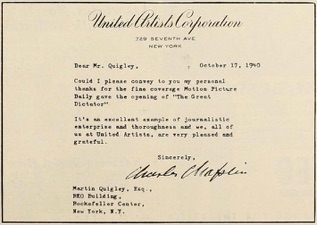 United Artists Corporation
729 SEVENTH AVE
NEW YORK
Dear Mr. Quigley, October 17, 1940
Could I please convey to you my personal
thanks for the fine coverage Motion Picture
Daily gave the opening of "The Great
Dictator".
It's an excellent example of journalistic
enterprise and thoroughness and we, all of
us at United Artists, are very pleased and
grateful.
Sincerely,
Charles Chaplin
Martin Quigley, Esq.,
RKO Building,
Rockefeller Center,
New York, N.Y.